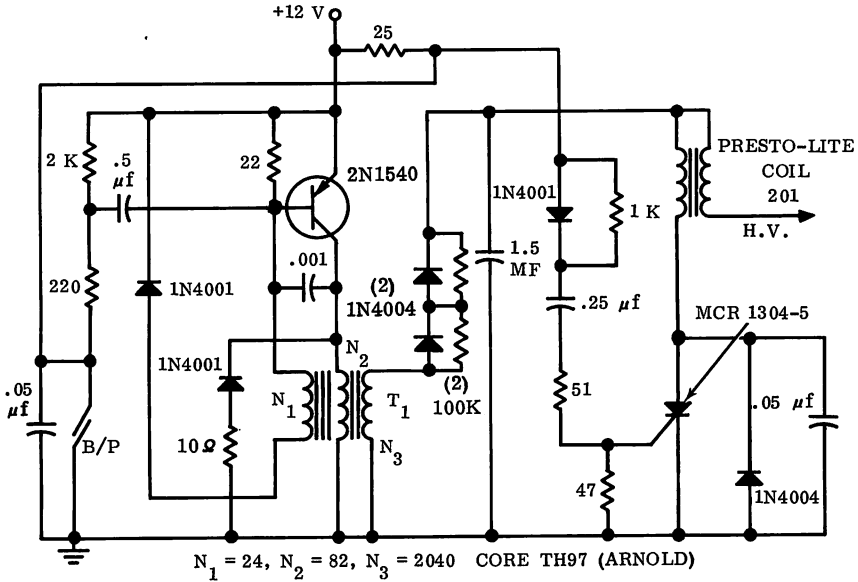 +12 V
25
2 K
.5
μf
22
2N1540
PRESTO-LITE
COIL
201
H.V.
1N4001
1 K
220
1N4001
.001
(2)
1N4004
1.5
MF
.25 μf
MCR 1304-5
1N4001
N2
N1
T1
N3
(2)
100K
51
.05 μf
.05
μf
B/P
10Ω
47
1N4004
N1 = 24, N2 = 82, N3 = 2040 CORE TH97 (ARNOLD)